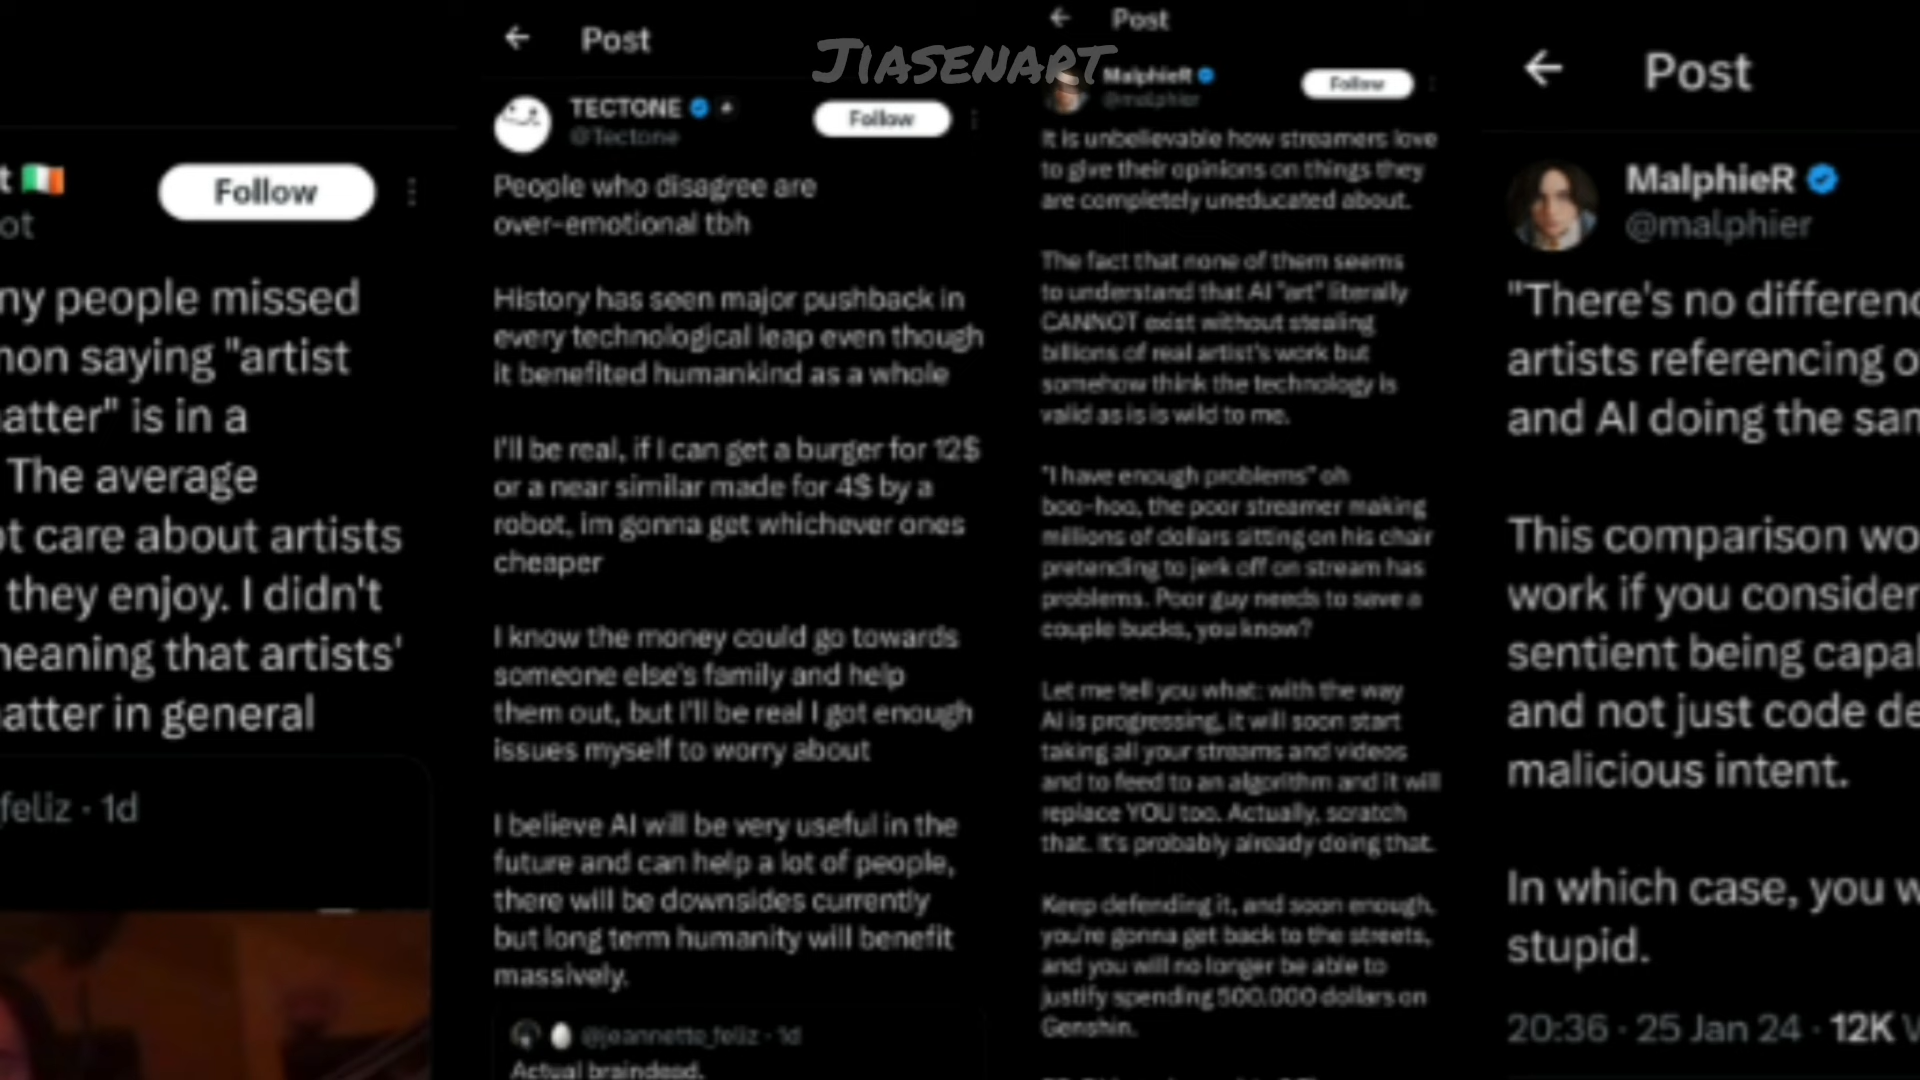 t 🇮🇪
Follow
ot
ny people missed
mon saying "artist
atter" is in a
The average
ot care about artists
they enjoy. I didn't
meaning that artists'
atter in general
feliz · 1d
Post
TECTONE
@Tectone
Follow
People who disagree are
over-emotional tbh
History has seen major pushback in
every technological leap even though
it benefited humankind as a whole
I'll be real, if I can get a burger for 12$
or a near similar made for 4$ by a
robot, im gonna get whichever ones
cheaper
I know the money could go towards
someone else's family and help
them out, but I'll be real I got enough
issues myself to worry about
I believe AI will be very useful in the
future and can help a lot of people,
there will be downsides currently
but long term humanity will benefit
massively.
@jeannette_feliz · 1d
Actual braindead.
JIASENART
Post
MalphieR
@malphier
Follow
It is unbelievable how streamers love
to give their opinions on things they
are completely uneducated about.
The fact that none of them seems
to understand that AI "art" literally
CANNOT exist without stealing
billions of real artist's work but
somehow think the technology is
valid as is is wild to me.
"I have enough problems" oh
boo-hoo, the poor streamer making
millions of dollars sitting on his chair
pretending to jerk off on stream has
problems. Poor guy needs to save a
couple bucks, you know?
Let me tell you what: with the way
AI is progressing, it will soon start
taking all your streams and videos
and to feed to an algorithm and it will
replace YOU too. Actually, scratch
that. It's probably already doing that.
Keep defending it, and soon enough,
you're gonna get back to the streets,
and you will no longer be able to
justify spending 500.000 dollars on
Genshin.
Post
MalphieR
@malphier
"There's no differenc
artists referencing o
and AI doing the sam
This comparison wo
work if you consider
sentient being capal
and not just code de
malicious intent.
In which case, you w
stupid.
20:36 · 25 Jan 24 · 12K V